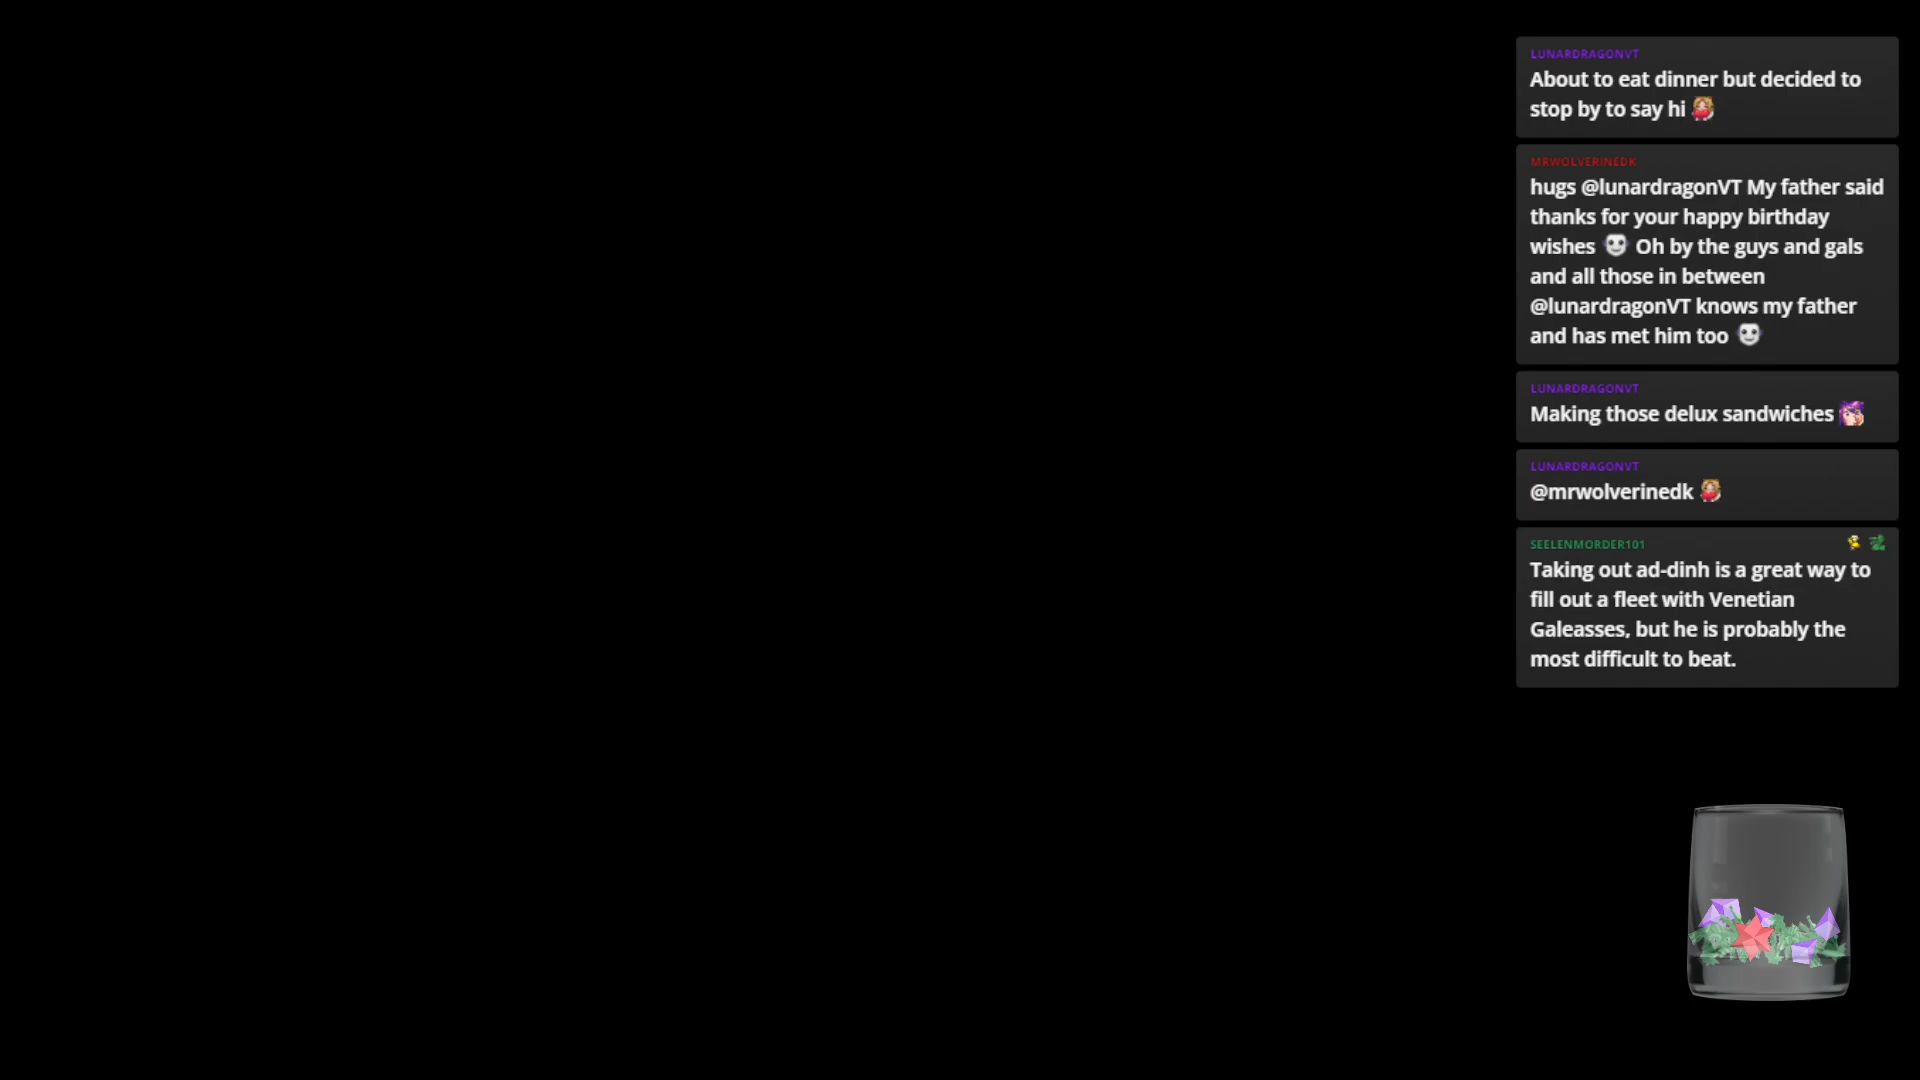 LUNARDRAGONVT
About to eat dinner but decided to
stop by to say hi
MRWOLVERINEDK
hugs @lunardragonVT My father said
thanks for your happy birthday
wishes Oh by the guys and gals
and all those in between
@lunardragonVT knows my father
and has met him too
LUNARDRAGONVT
Making those delux sandwiches
LUNARDRAGONVT
@mrwolverinedk
SEELENMORDER101
Taking out ad-dinh is a great way to
fill out a fleet with Venetian
Galeasses, but he is probably the
most difficult to beat.